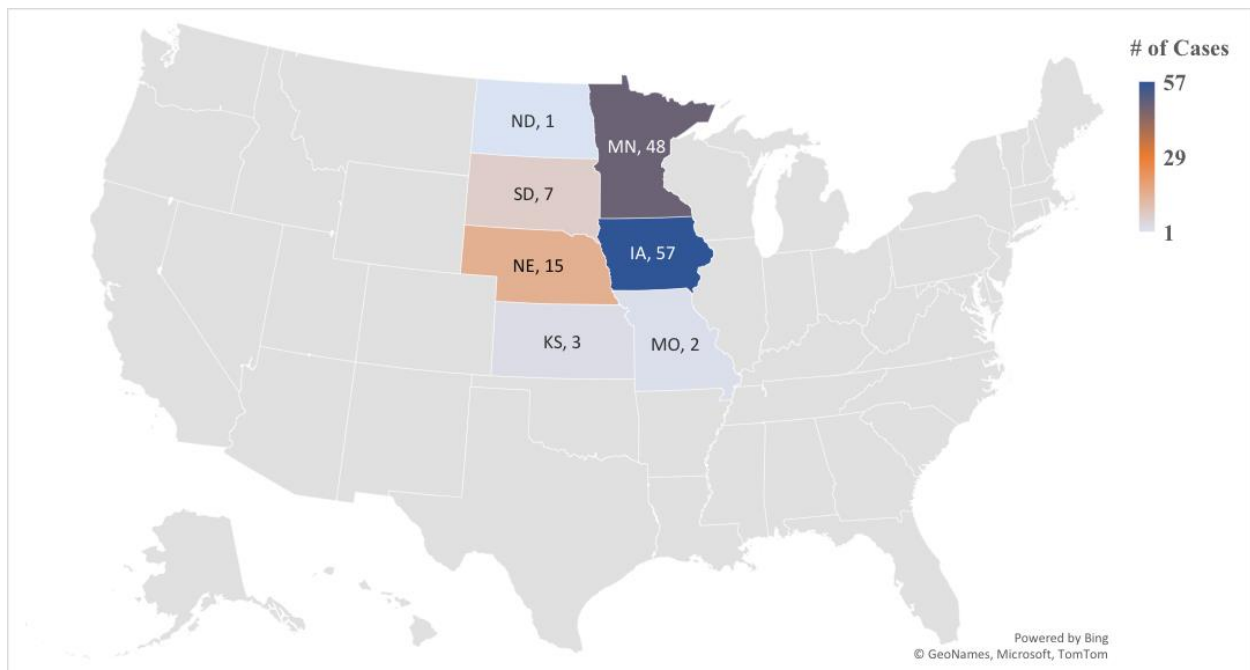 # of Cases
57
29
1
ND, 1
MN, 48
SD, 7
NE, 15
IA, 57
KS, 3
MO, 2
Powered by Bing
© GeoNames, Microsoft, TomTom